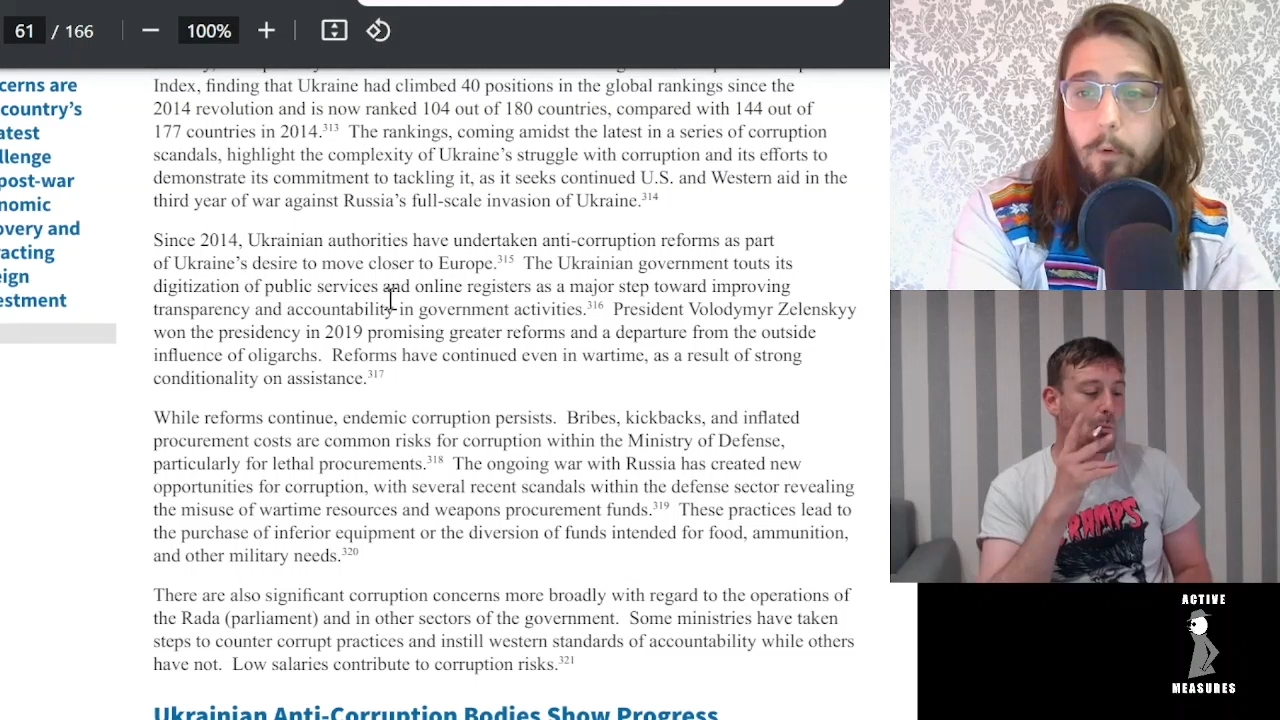 61 / 166
100%
cerns are
country’s
atest
llenge
post-war
nomic
overy and
racting
eign
estment
Index, finding that Ukraine had climbed 40 positions in the global rankings since the
2014 revolution and is now ranked 104 out of 180 countries, compared with 144 out of
177 countries in 2014.313 The rankings, coming amidst the latest in a series of corruption
scandals, highlight the complexity of Ukraine’s struggle with corruption and its efforts to
demonstrate its commitment to tackling it, as it seeks continued U.S. and Western aid in the
third year of war against Russia’s full-scale invasion of Ukraine.314
Since 2014, Ukrainian authorities have undertaken anti-corruption reforms as part
of Ukraine’s desire to move closer to Europe.315 The Ukrainian government touts its
digitization of public services and online registers as a major step toward improving
transparency and accountability in government activities.316 President Volodymyr Zelenskyy
won the presidency in 2019 promising greater reforms and a departure from the outside
influence of oligarchs. Reforms have continued even in wartime, as a result of strong
conditionality on assistance.317
While reforms continue, endemic corruption persists. Bribes, kickbacks, and inflated
procurement costs are common risks for corruption within the Ministry of Defense,
particularly for lethal procurements.318 The ongoing war with Russia has created new
opportunities for corruption, with several recent scandals within the defense sector revealing
the misuse of wartime resources and weapons procurement funds.319 These practices lead to
the purchase of inferior equipment or the diversion of funds intended for food, ammunition,
and other military needs.320
There are also significant corruption concerns more broadly with regard to the operations of
the Rada (parliament) and in other sectors of the government. Some ministries have taken
steps to counter corrupt practices and instill western standards of accountability while others
have not. Low salaries contribute to corruption risks.321
Ukrainian Anti-Corruption Bodies Show Progress
RAMPS
ACTIVE
MEASURES